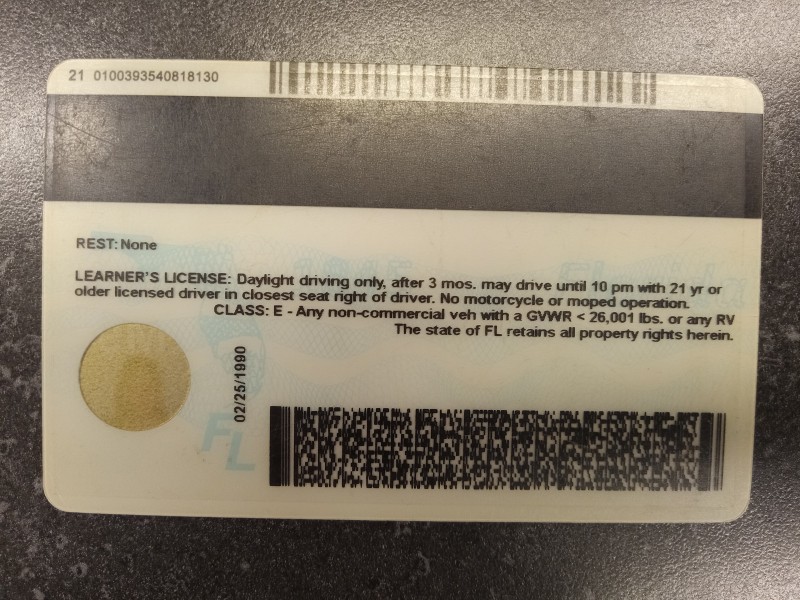 21 0100393540818130
REST: None
LEARNER'S LICENSE: Daylight driving only, after 3 mos. may drive until 10 pm with 21 yr or
older licensed driver in closest seat right of driver. No motorcycle or moped operation.
CLASS: E - Any non-commercial veh with a GVWR < 26,001 lbs. or any RV
The state of FL retains all property rights herein.
02/25/1990
FL